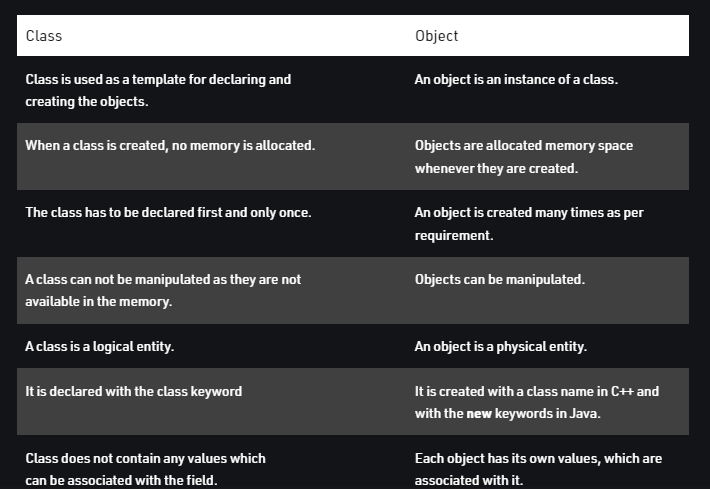 Class
Object
Class is used as a template for declaring and
creating the objects.
An object is an instance of a class.
When a class is created, no memory is allocated.
Objects are allocated memory space
whenever they are created.
The class has to be declared first and only once.
An object is created many times as per
requirement.
A class can not be manipulated as they are not
available in the memory.
Objects can be manipulated.
A class is a logical entity.
An object is a physical entity.
It is declared with the class keyword
It is created with a class name in C++ and
with the new keywords in Java.
Class does not contain any values which
can be associated with the field.
Each object has its own values, which are
associated with it.